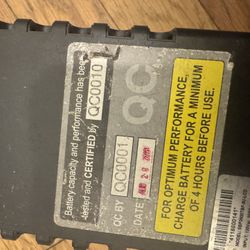 Battery capacity and performance has been
tested and CERTIFIED by QC0010
QC BY QC0001
DATE
QC
FOR OPTIMUM PERFORMANCE,
CHARGE BATTERY FOR A MINIMUM
OF 4 HOURS BEFORE USE.